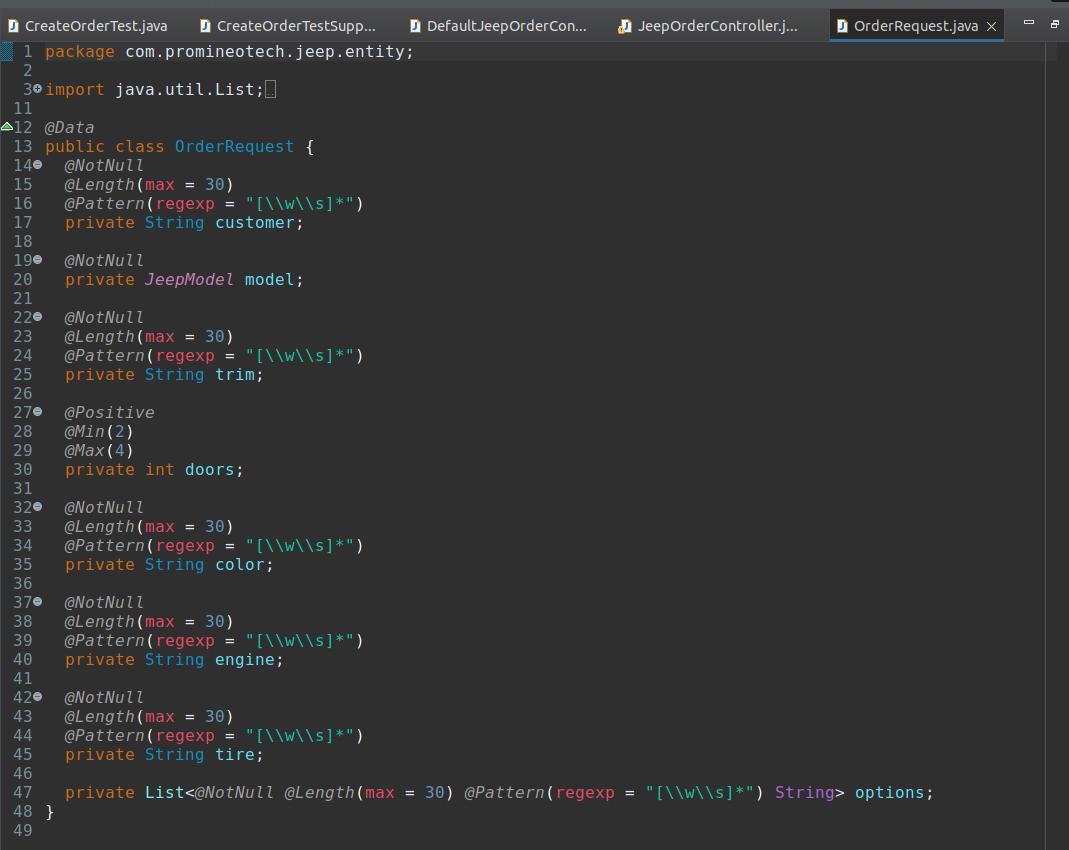 CreateOrderTest.java CreateOrderTestSupp... DefaultJeepOrderCon... JeepOrderController.j... OrderRequest.java
1 package com.promineotech.jeep.entity;
2
3 import java.util.List;
11
12 @Data
13 public class OrderRequest {
14 @NotNull
15 @Length(max = 30)
16 @Pattern(regexp = "[\\w\\s]*")
17 private String customer;
18
19 @NotNull
20 private JeepModel model;
21
22 @NotNull
23 @Length(max = 30)
24 @Pattern(regexp = "[\\w\\s]*")
25 private String trim;
26
27 @Positive
28 @Min(2)
29 @Max(4)
30 private int doors;
31
32 @NotNull
33 @Length(max = 30)
34 @Pattern(regexp = "[\\w\\s]*")
35 private String color;
36
37 @NotNull
38 @Length(max = 30)
39 @Pattern(regexp = "[\\w\\s]*")
40 private String engine;
41
42 @NotNull
43 @Length(max = 30)
44 @Pattern(regexp = "[\\w\\s]*")
45 private String tire;
46
47 private List<@NotNull @Length(max = 30) @Pattern(regexp = "[\\w\\s]*") String> options;
48 }
49